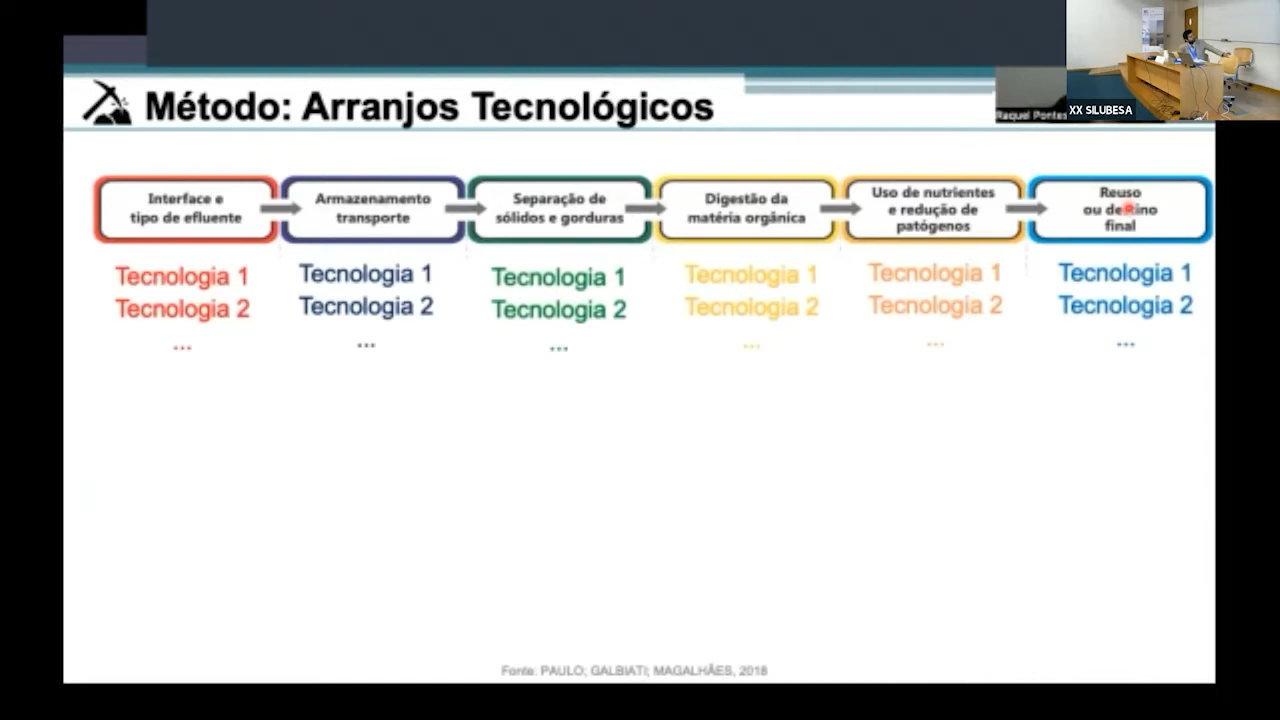 Método: Arranjos Tecnológicos
Raquel Pontes
XX SILUBESA
Interface e
tipo de efluente
Armazenamento
transporte
Separação de
sólidos e gorduras
Digestão da
matéria orgânica
Uso de nutrientes
e redução de
patógenos
Reuso
ou destino
final
Tecnologia 1
Tecnologia 2
...
Tecnologia 1
Tecnologia 2
...
Tecnologia 1
Tecnologia 2
...
Tecnologia 1
Tecnologia 2
...
Tecnologia 1
Tecnologia 2
...
Tecnologia 1
Tecnologia 2
...
Fonte: PAULO; GALBIATI; MAGALHÃES, 2018